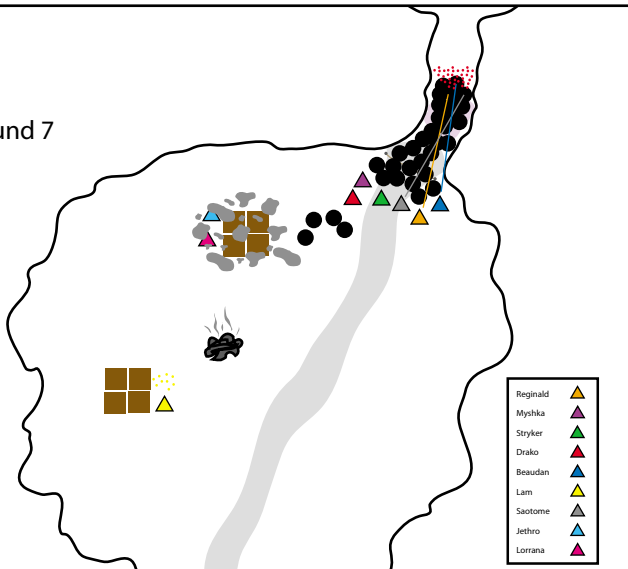 und 7
Reginald
Myshka
Stryker
Drako
Beaudan
Lam
Saotome
Jethro
Lorrana